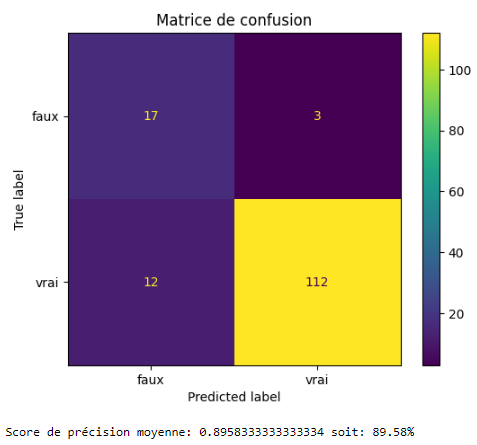 Matrice de confusion
faux
17
3
vrai
12
112
faux
vrai
True label
Predicted label
100
80
60
40
20
Score de précision moyenne: 0.8958333333333334 soit: 89.58%